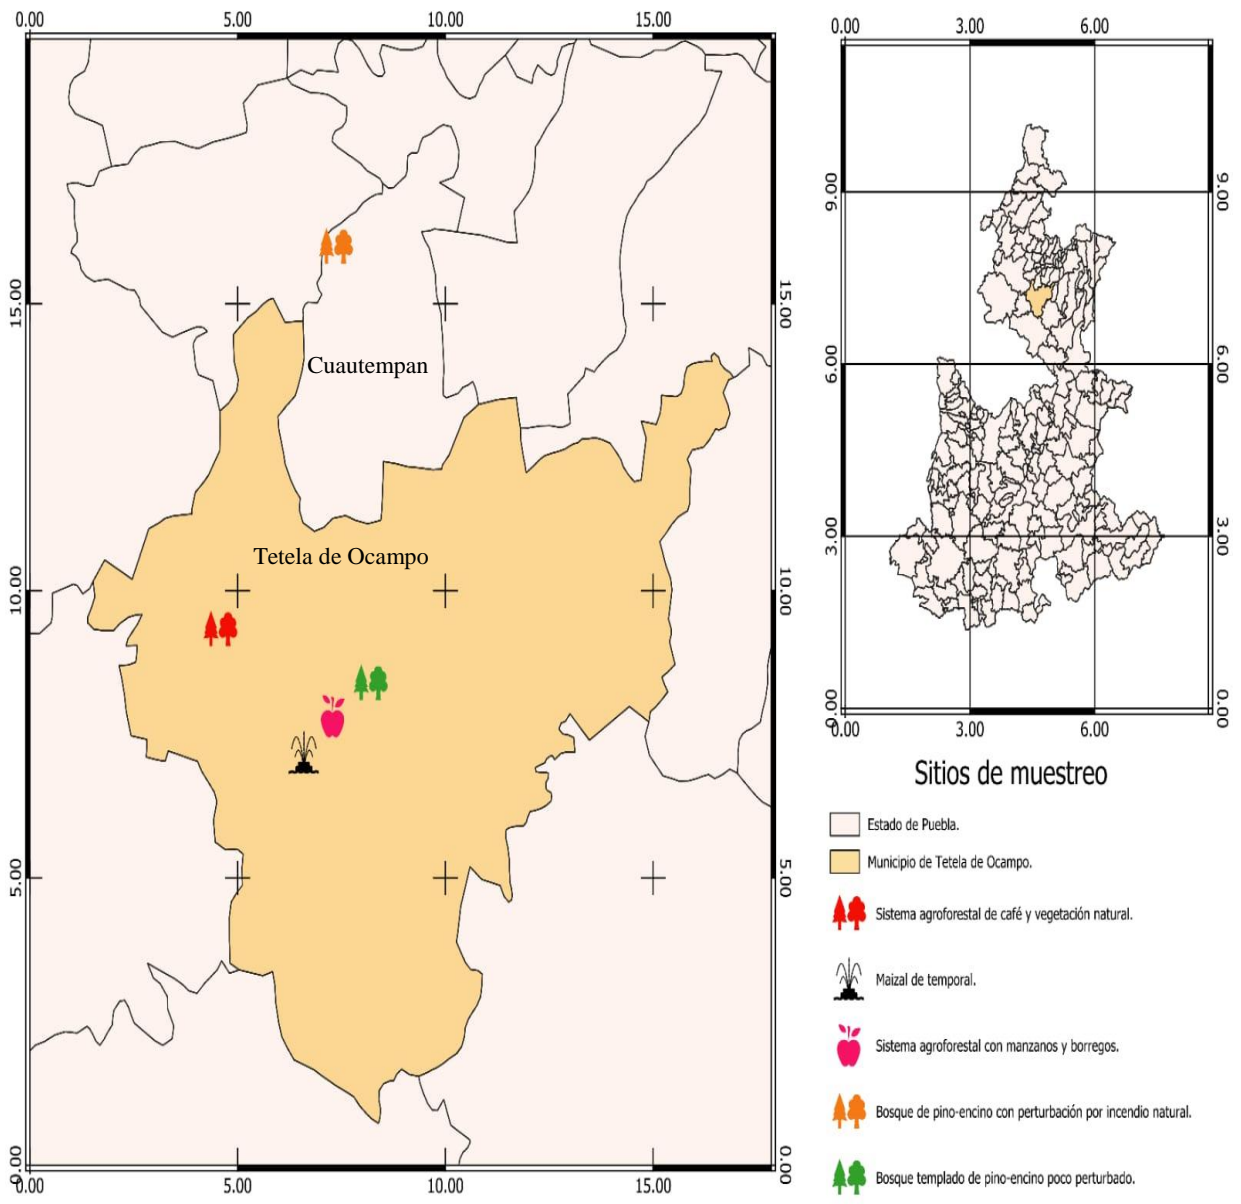 0.00 5.00 10.00 15.00
0.00 3.00 6.00
15.00 15.00
10.00 10.00
5.00 5.00
0.00 0.00
0.00 5.00 10.00 15.00
Cuautempan
Tetela de Ocampo
9.00 9.00
6.00 6.00
3.00 3.00
0.00 0.00
0.00 3.00 6.00
Sitios de muestreo
Estado de Puebla.
Municipio de Tetela de Ocampo.
Sistema agroforestal de café y vegetación natural.
Maizal de temporal.
Sistema agroforestal con manzanos y borregos.
Bosque de pino-encino con perturbación por incendio natural.
Bosque templado de pino-encino poco perturbado.